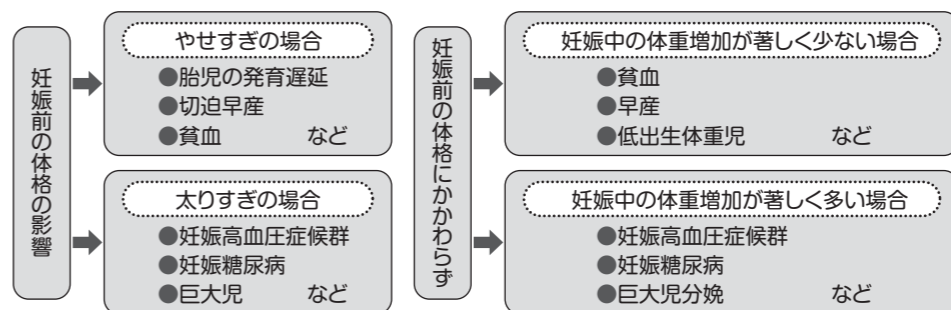 妊娠前の体格の影響
やせすぎの場合
●胎児の発育遅延
●切迫早産
●貧血 など
太りすぎの場合
●妊娠高血圧症候群
●妊娠糖尿病
●巨大児 など
妊娠前の体格にかかわらず
妊娠中の体重増加が著しく少ない場合
●貧血
●早産
●低出生体重児 など
妊娠中の体重増加が著しく多い場合
●妊娠高血圧症候群
●妊娠糖尿病
●巨大児分娩 など